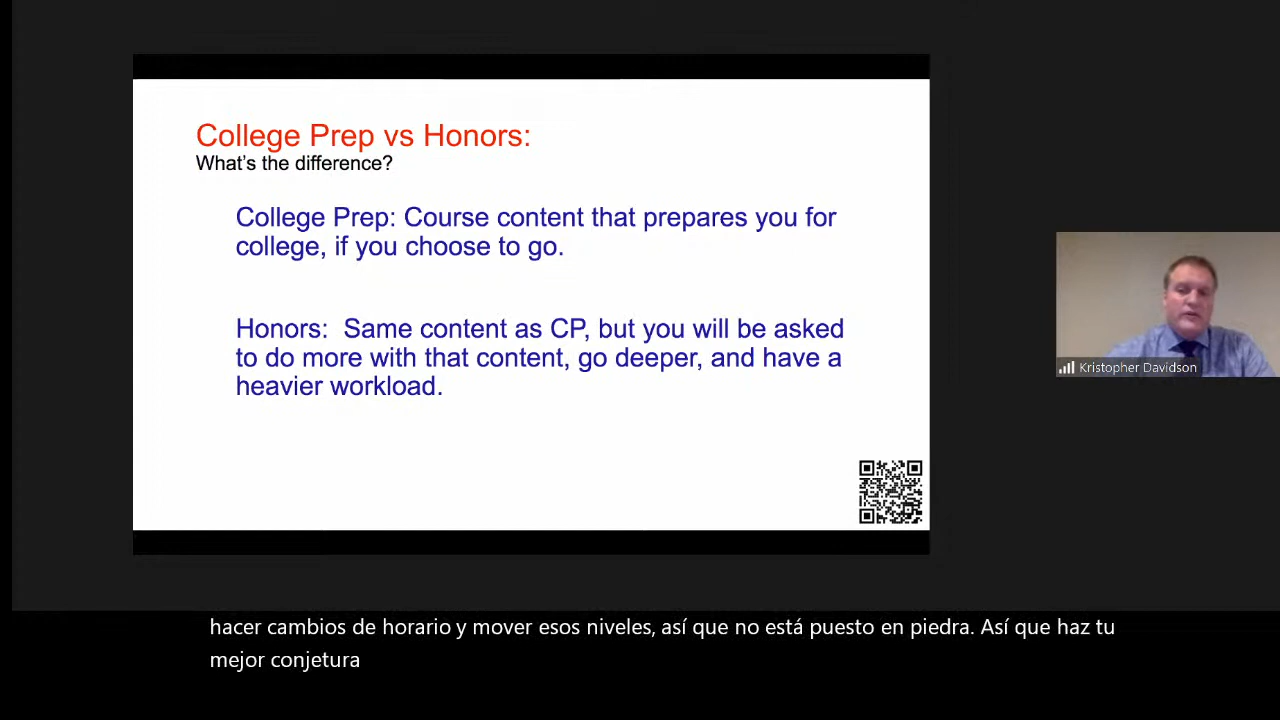 College Prep vs Honors:
What's the difference?
College Prep: Course content that prepares you for
college, if you choose to go.
Honors:  Same content as CP, but you will be asked
to do more with that content, go deeper, and have a
heavier workload.
Kristopher Davidson
hacer cambios de horario y mover esos niveles, así que no está puesto en piedra. Así que haz tu
mejor conjetura